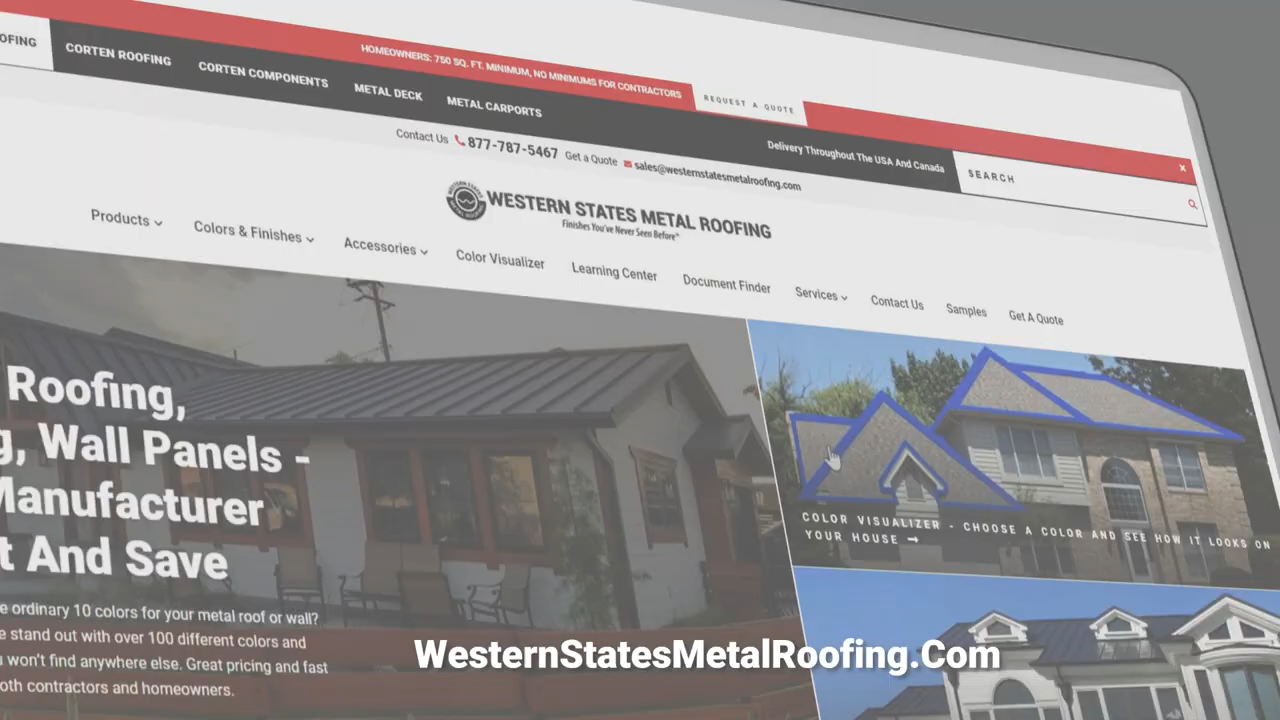 HOMEOWNERS: 750 SQ. FT. MINIMUM, NO MINIMUMS FOR CONTRACTORS
REQUEST A QUOTE
CORTEN ROOFING
CORTEN COMPONENTS
METAL DECK
METAL CARPORTS
Delivery Throughout The USA And Canada
SEARCH
Contact Us 877-787-5467 Get a Quote sales@westernstatesmetalroofing.com
WESTERN STATES METAL ROOFING
Finishes You've Never Seen Before™
Products
Colors & Finishes
Accessories
Color Visualizer
Learning Center
Document Finder
Services
Contact Us
Samples
Get A Quote
Roofing,
, Wall Panels -
Manufacturer
And Save
ordinary 10 colors for your metal roof or wall?
stand out with over 100 different colors and
won't find anywhere else. Great pricing and fast
both contractors and homeowners.
COLOR VISUALIZER - CHOOSE A COLOR AND SEE HOW IT LOOKS ON
YOUR HOUSE ➞
WesternStatesMetalRoofing.Com